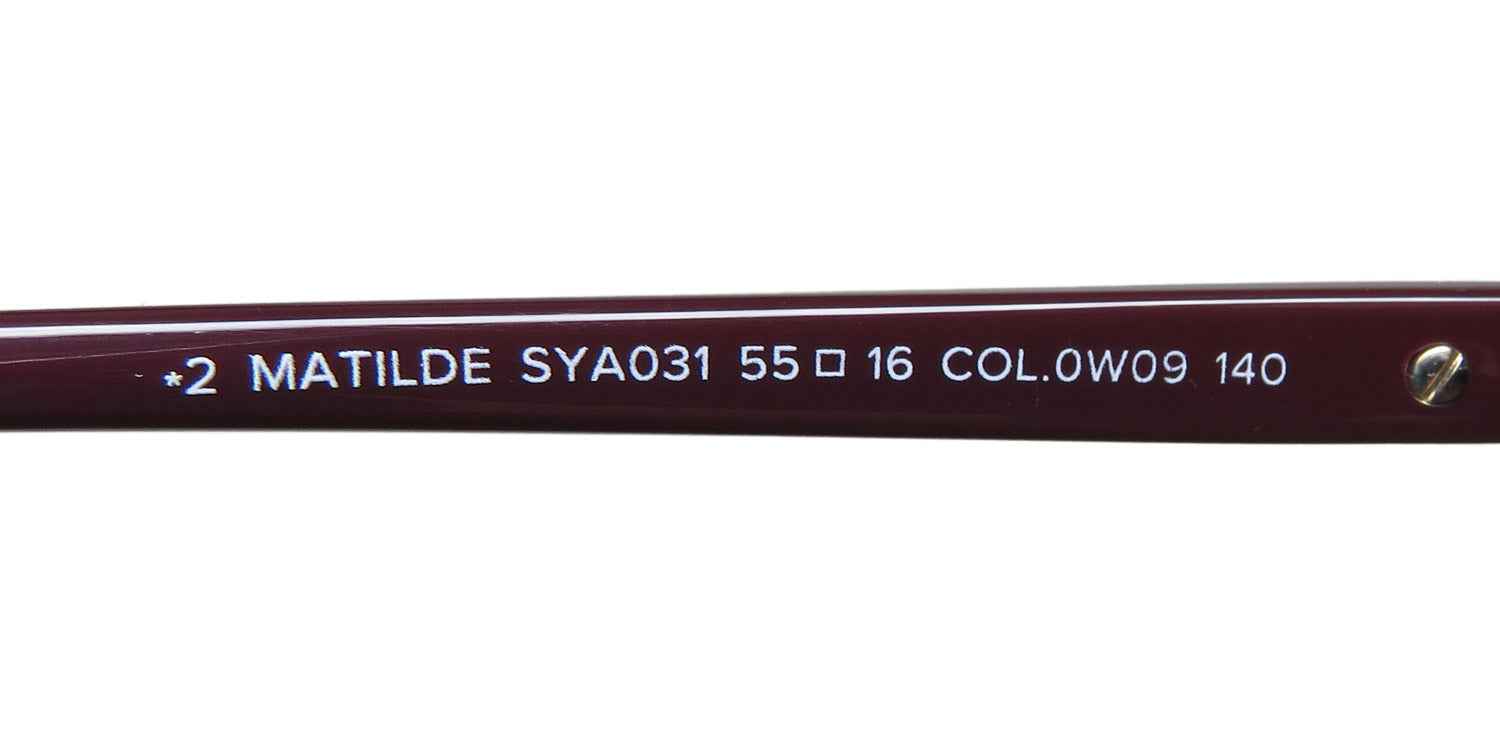 *2 MATILDE SYA031 55 □ 16 COL.0W09 140